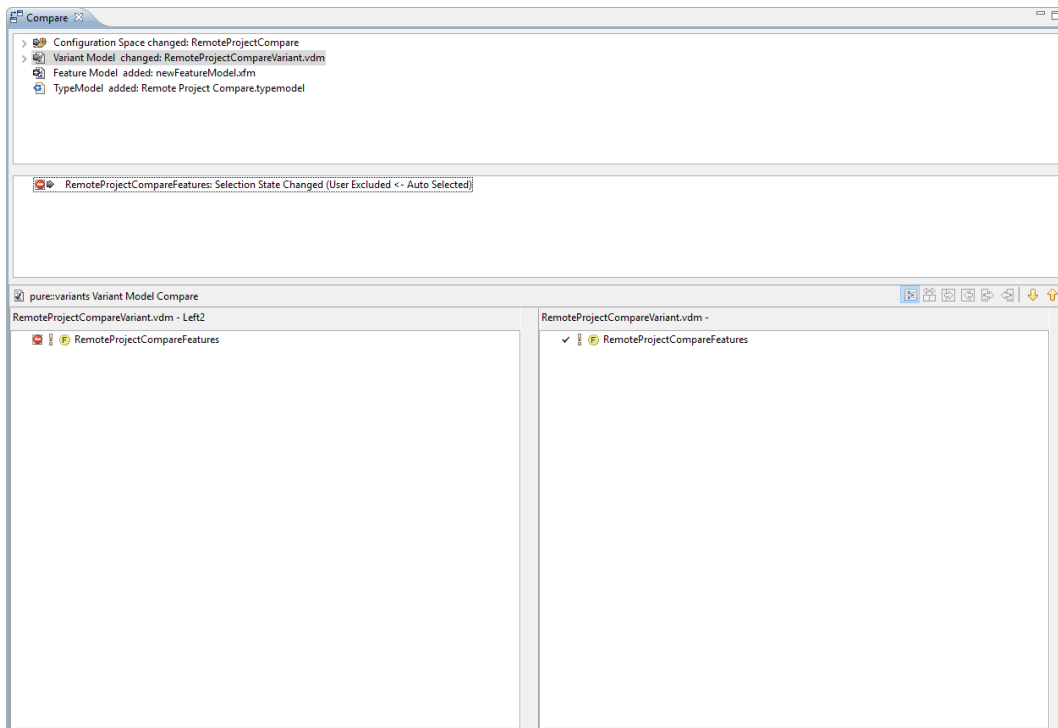 Compare
Configuration Space changed: RemoteProjectCompare
Variant Model changed: RemoteProjectCompareVariant.vdm
Feature Model added: newFeatureModel.xfm
TypeModel added: Remote Project Compare.typemodel
RemoteProjectCompareFeatures: Selection State Changed (User Excluded <- Auto Selected)
pure::variants Variant Model Compare
RemoteProjectCompareVariant.vdm - Left2
RemoteProjectCompareVariant.vdm -
F RemoteProjectCompareFeatures
F RemoteProjectCompareFeatures